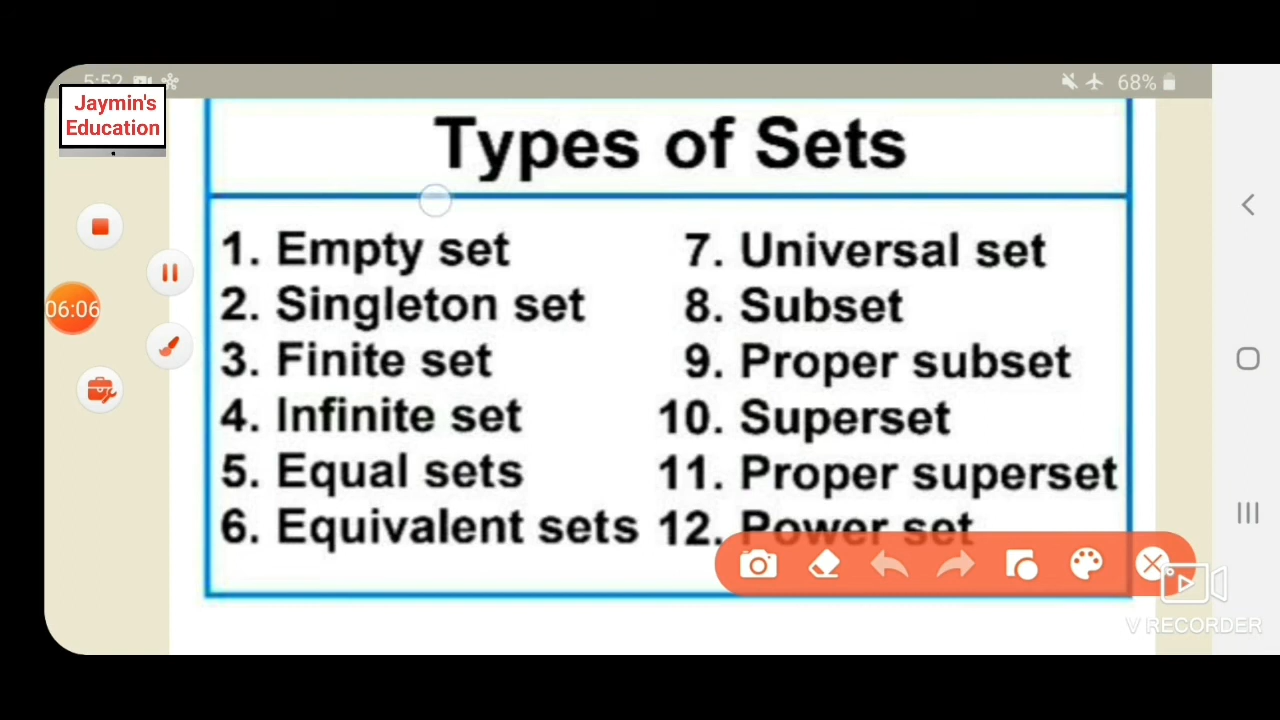 5:52
68%
Jaymin's
Education
Types of Sets
1. Empty set
2. Singleton set
3. Finite set
4. Infinite set
5. Equal sets
6. Equivalent sets
7. Universal set
8. Subset
9. Proper subset
10. Superset
11. Proper superset
12. Power set
06:06
V RECORDER